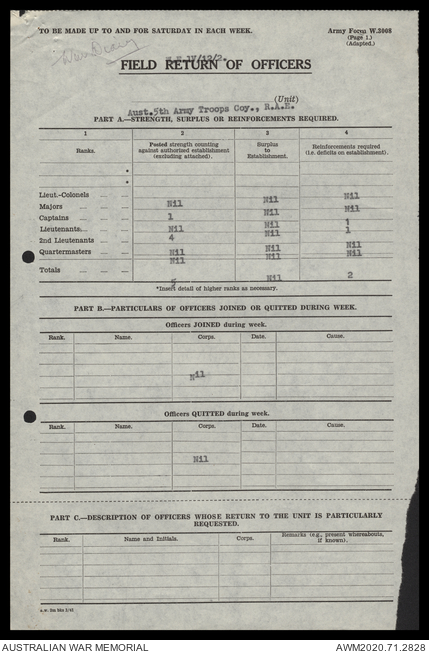 TO BE MADE UP TO AND FOR SATURDAY IN EACH WEEK.
Army Form W.3008
(Page 1.)
(Adapted.)
War Diary
FIELD RETURN OF OFFICERS
(Unit)
Aust.5th Army Troops Coy., R.A.E.
PART A.—STRENGTH, SURPLUS OR REINFORCEMENTS REQUIRED.
1 2 3 4
Ranks. Posted strength counting against authorized establishment (excluding attached). Surplus to Establishment. Reinforcements required (i.e. deficits on establishment).
*
*
Lieut.-Colonels Nil Nil Nil
Majors 1 Nil Nil
Captains Nil Nil 1
Lieutenants... 4 Nil 1
2nd Lieutenants Nil Nil Nil
Quartermasters Nil Nil Nil
Totals 5 Nil 2
*Insert detail of higher ranks as necessary.
PART B.—PARTICULARS OF OFFICERS JOINED OR QUITTED DURING WEEK.
Officers JOINED during week.
Rank. Name. Corps. Date. Cause.
Nil
Officers QUITTED during week.
Rank. Name. Corps. Date. Cause.
Nil
PART C.—DESCRIPTION OF OFFICERS WHOSE RETURN TO THE UNIT IS PARTICULARLY
REQUESTED.
Rank. Name and Initials. Corps. Remarks (e.g., present whereabouts, if known).
AUSTRALIAN WAR MEMORIAL
AWM2020.71.2828